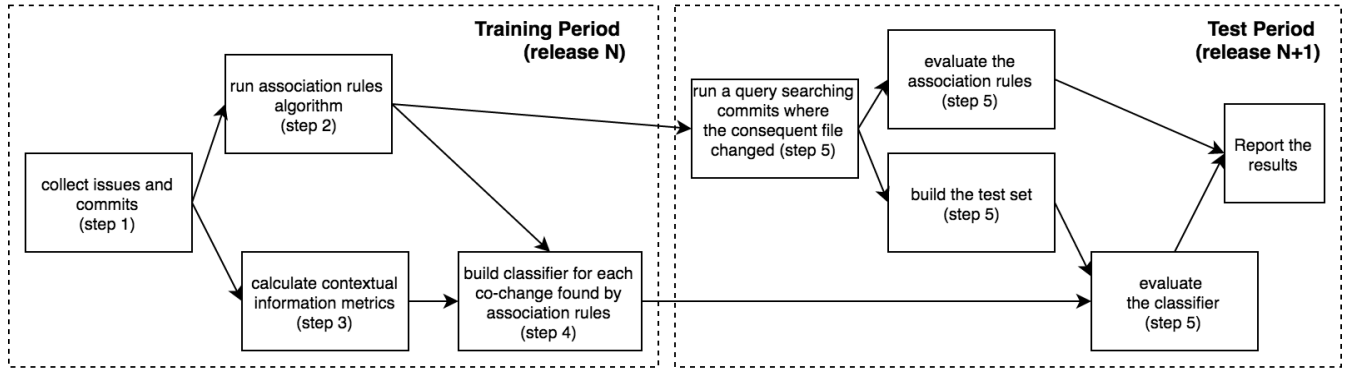 Training Period
(release N)
run association rules
algorithm
(step 2)
collect issues and
commits
(step 1)
calculate contextual
information metrics
(step 3)
build classifier for each
co-change found by
association rules
(step 4)
Test Period
(release N+1)
run a query searching
commits where
the consequent file
changed (step 5)
evaluate the
association rules
(step 5)
build the test set
(step 5)
evaluate
the classifier
(step 5)
Report the
results